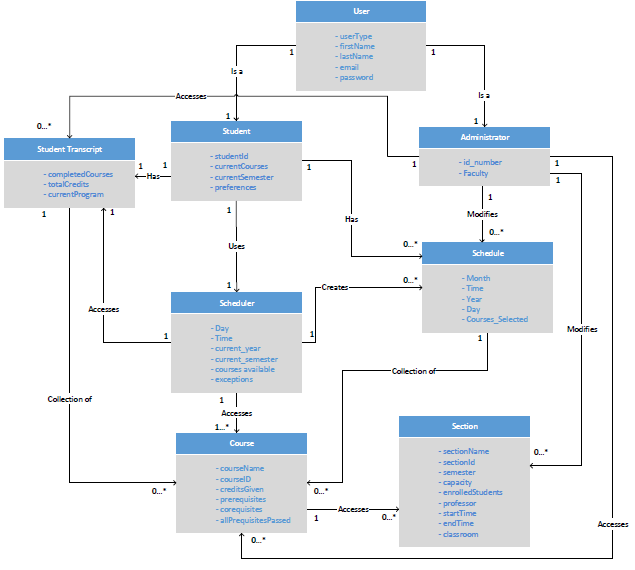 User
- userType
- firstName
- lastName
- email
- password
1
1
Is a
Is a
Accesses
0...*
1
1
Student Transcript
- completedCourses
- totalCredits
- currentProgram
Student
- studentId
- currentCourses
- currentSemester
- preferences
Administrator
- id_number
- Faculty
1
Has
1
1
1
1
1
1
1
1
1
Modifies
Has
0...*
Uses
0...*
Schedule
- Month
- Time
- Year
- Day
- Courses_Selected
1
0...*
Creates
Scheduler
- Day
- Time
- current_year
- current_semester
- courses available
- exceptions
Accesses
1
1
1
Modifies
Collection of
Collection of
1
Accesses
1...*
Course
- courseName
- courseID
- creditsGiven
- prerequisites
- corequisites
- allPrequisitesPassed
0...*
0...*
Section
- sectionName
- sectionId
- semester
- capacity
- enrolledStudents
- professor
- startTime
- endTime
- classroom
0...*
1
Accesses
0...*
Accesses
0...*